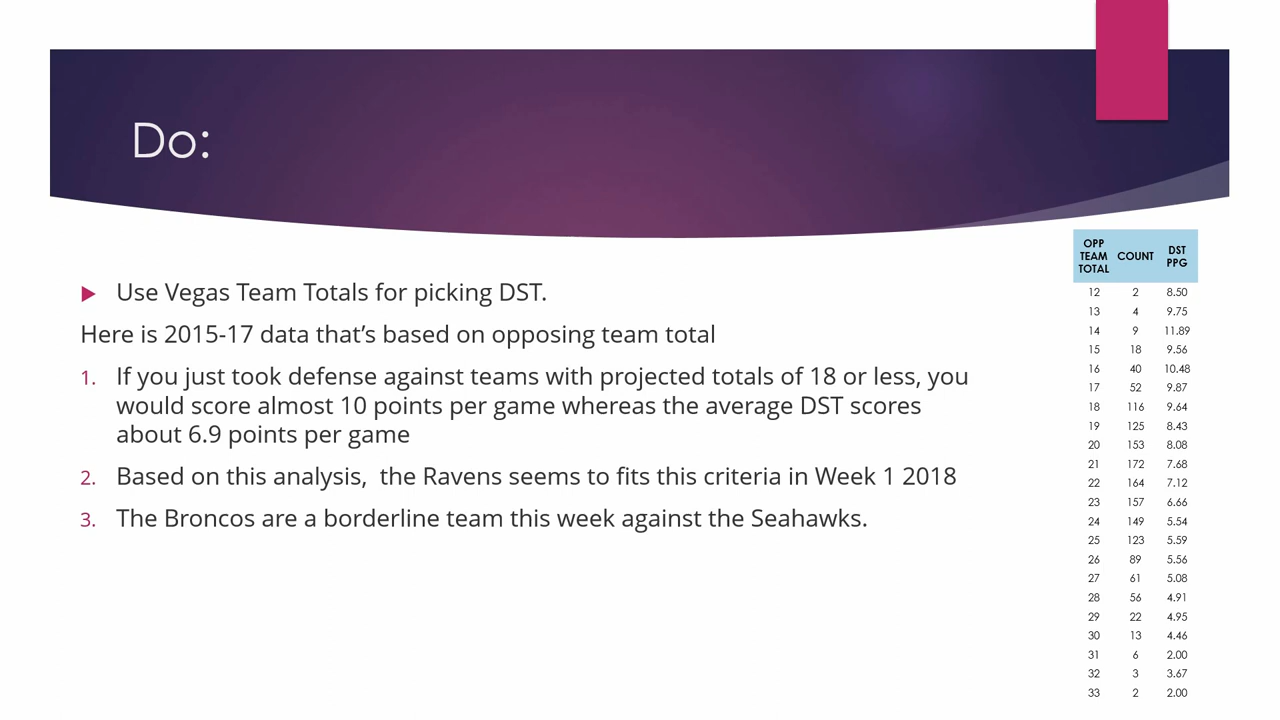 Do:
Use Vegas Team Totals for picking DST.
Here is 2015-17 data that’s based on opposing team total
1. If you just took defense against teams with projected totals of 18 or less, you
would score almost 10 points per game whereas the average DST scores
about 6.9 points per game
2. Based on this analysis,  the Ravens seems to fits this criteria in Week 1 2018
3. The Broncos are a borderline team this week against the Seahawks.
OPP TEAM TOTAL COUNT DST PPG
12 2 8.50
13 4 9.75
14 9 11.89
15 18 9.56
16 40 10.48
17 52 9.87
18 116 9.64
19 125 8.43
20 153 8.08
21 172 7.68
22 164 7.12
23 157 6.66
24 149 5.54
25 123 5.59
26 89 5.56
27 61 5.08
28 56 4.91
29 22 4.95
30 13 4.46
31 6 2.00
32 3 3.67
33 2 2.00